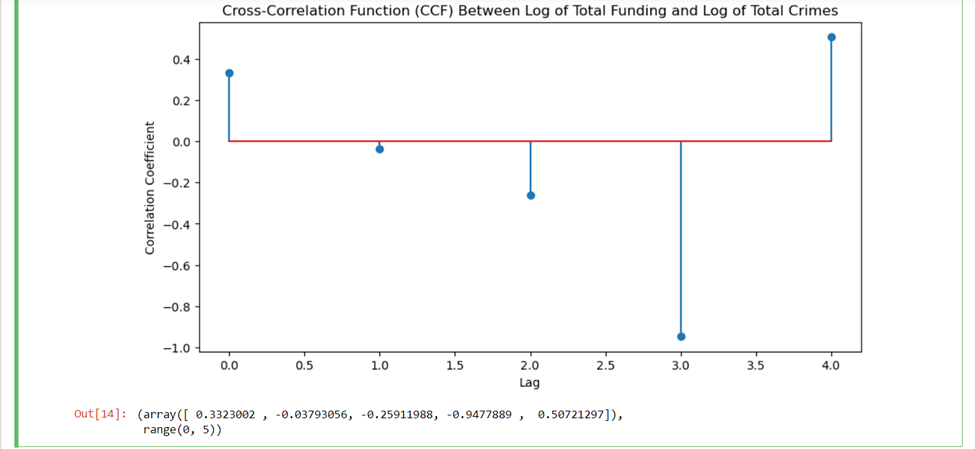 Cross-Correlation Function (CCF) Between Log of Total Funding and Log of Total Crimes
0.4
0.2
0.0
−0.2
−0.4
−0.6
−0.8
−1.0
Correlation Coefficient
0.0 0.5 1.0 1.5 2.0 2.5 3.0 3.5 4.0
Lag
Out[14]: (array([ 0.3323002 , -0.03793056, -0.25911988, -0.9477889 , 0.50721297]),
range(0, 5))